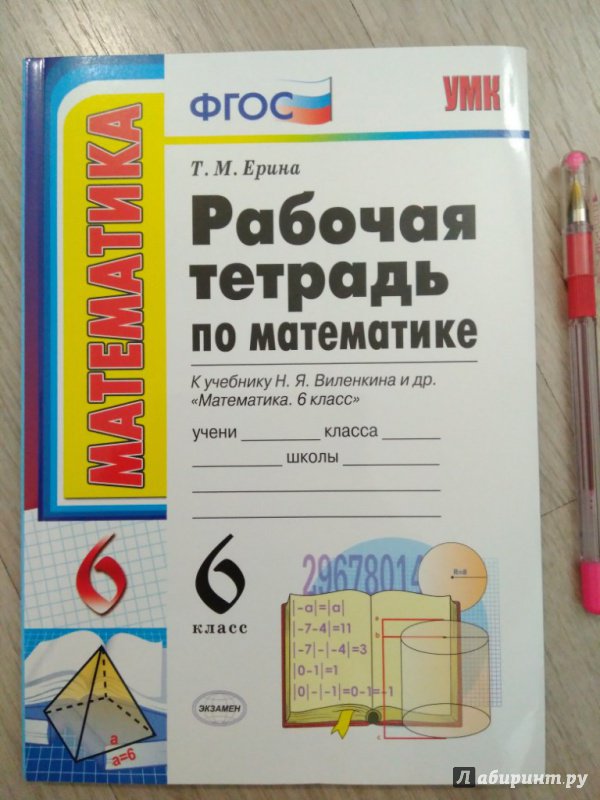 ФГОС
УМК
Т. М. Ерина
Рабочая
тетрадь
по математике
К учебнику Н. Я. Виленкина и др.
«Математика. 6 класс»
учени класса
школы
МАТЕМАТИКА
6
6
класс
29678014
R=8
|-a|=|a|
|-7-4|=11
|-7|-|-4|=3
|0-1|=1
|0|-|-1|=0-1=-1
a
b
c
a
a=6
ЭКЗАМЕН
Лабиринт.ру